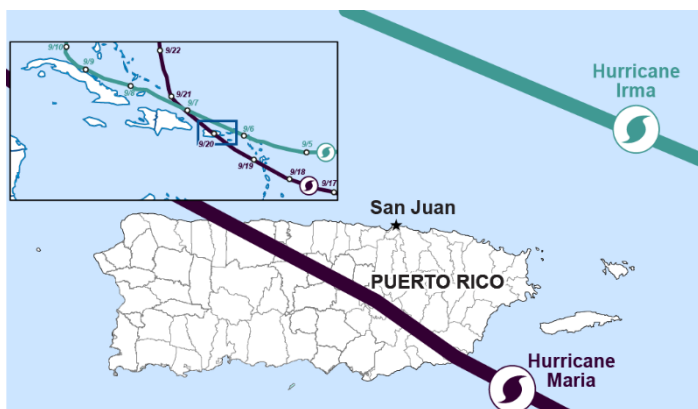 9/22
9/10
9/9
9/8
9/21
9/7
9/6
9/5
9/20
9/19
9/18
9/17
Hurricane
Irma
San Juan
PUERTO RICO
Hurricane
Maria